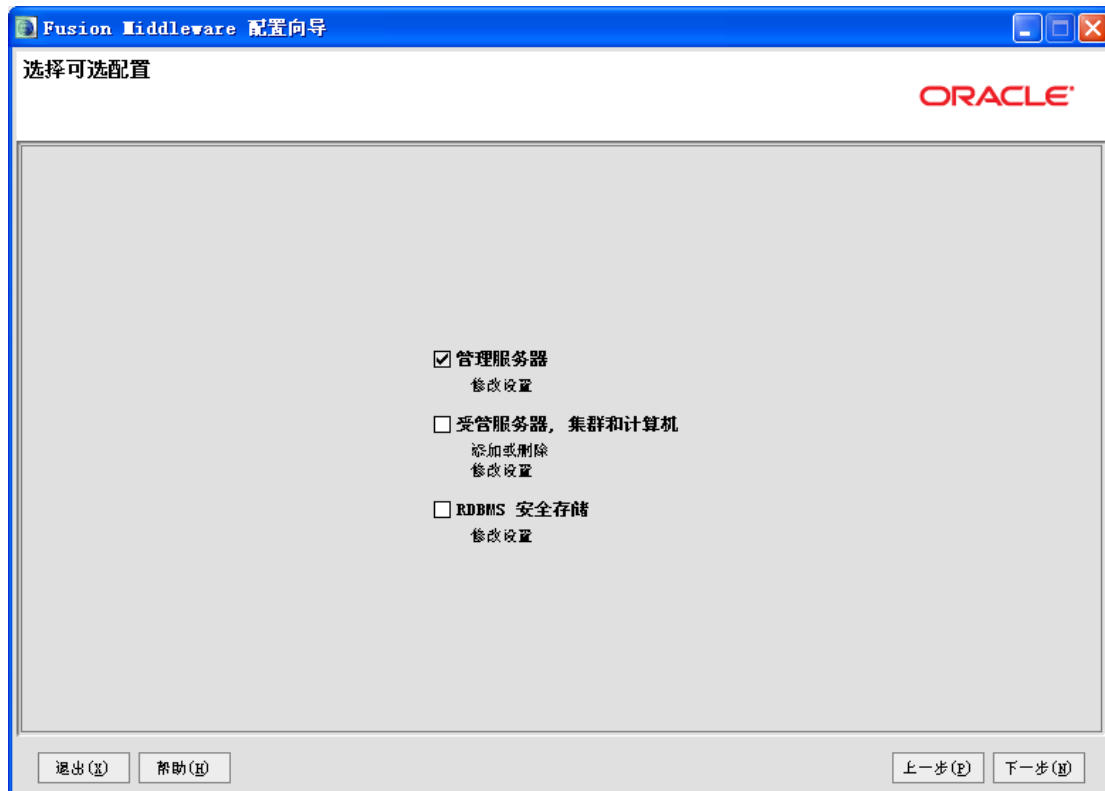 Fusion Middleware 配置向导
选择可选配置
ORACLE
管理服务器
修改设置
受管服务器, 集群和计算机
添加或删除
修改设置
RDBMS 安全存储
修改设置
退出(X) 帮助(H) 上一步(P) 下一步(N)